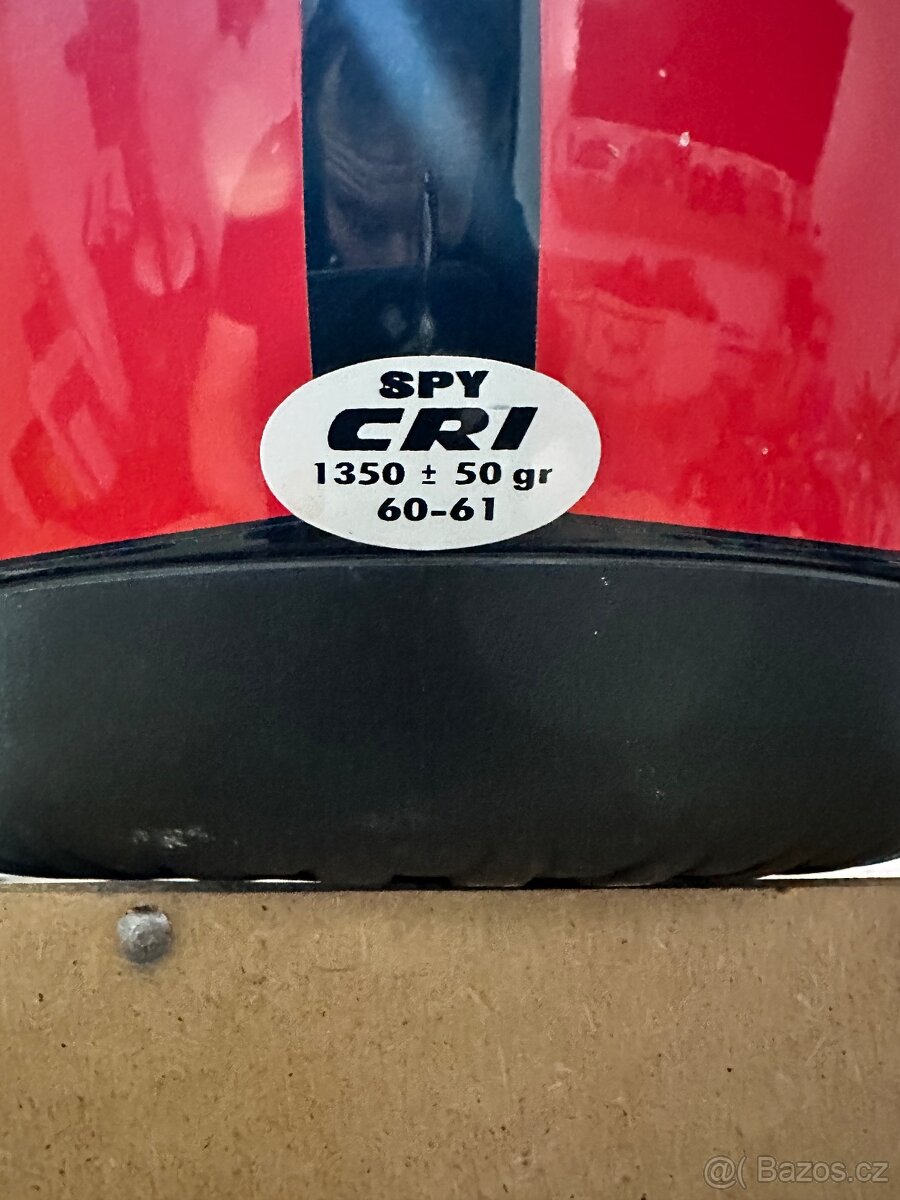 SPY
CRI
1350 ± 50 gr
60-61
@( Bazos.cz